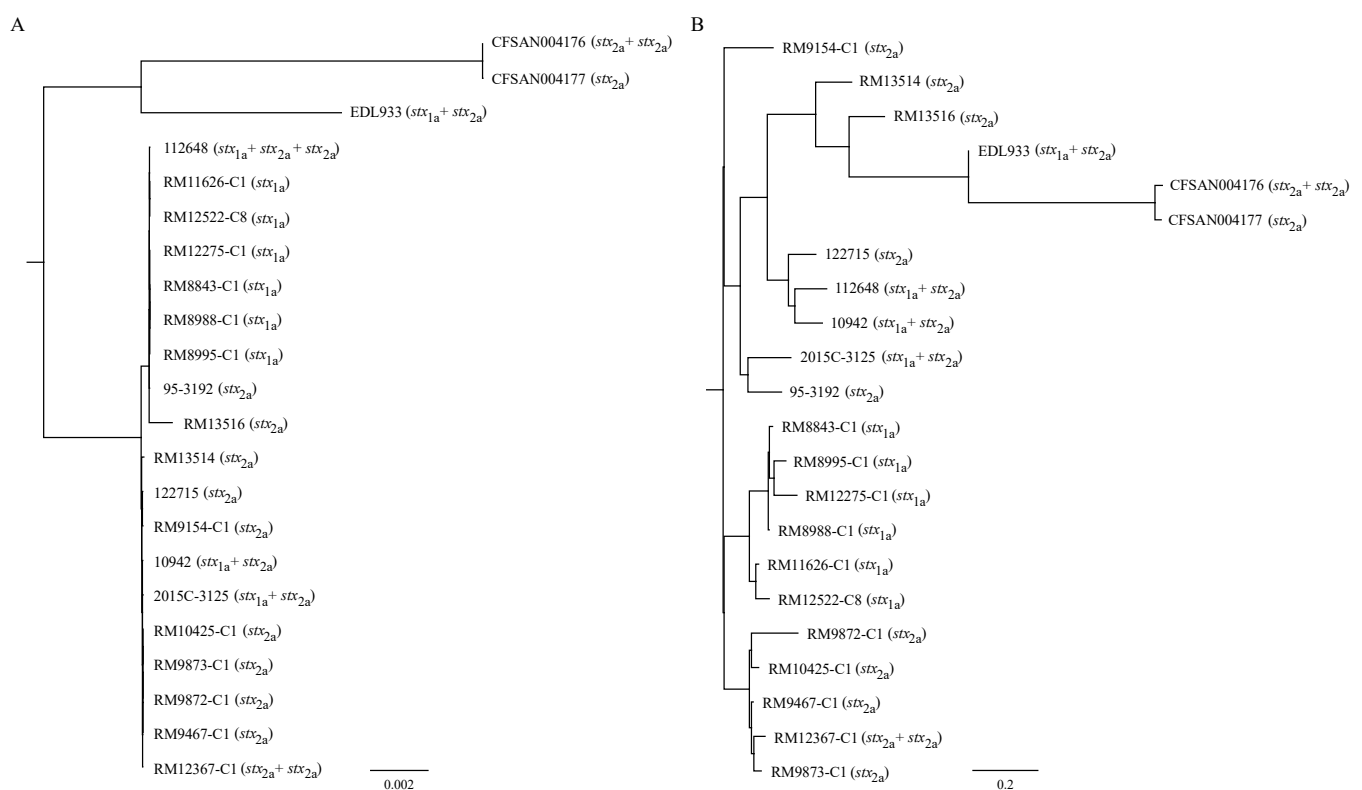 A
CFSAN004176 (stx2a+ stx2a)
CFSAN004177 (stx2a)
EDL933 (stx1a+ stx2a)
112648 (stx1a+ stx2a + stx2a)
RM11626-C1 (stx1a)
RM12522-C8 (stx1a)
RM12275-C1 (stx1a)
RM8843-C1 (stx1a)
RM8988-C1 (stx1a)
RM8995-C1 (stx1a)
95-3192 (stx2a)
RM13516 (stx2a)
RM13514 (stx2a)
122715 (stx2a)
RM9154-C1 (stx2a)
10942 (stx1a+ stx2a)
2015C-3125 (stx1a+ stx2a)
RM10425-C1 (stx2a)
RM9873-C1 (stx2a)
RM9872-C1 (stx2a)
RM9467-C1 (stx2a)
RM12367-C1 (stx2a+ stx2a)
0.002
B
RM9154-C1 (stx2a)
RM13514 (stx2a)
RM13516 (stx2a)
EDL933 (stx1a+ stx2a)
CFSAN004176 (stx2a+ stx2a)
CFSAN004177 (stx2a)
122715 (stx2a)
112648 (stx1a+ stx2a)
10942 (stx1a+ stx2a)
2015C-3125 (stx1a+ stx2a)
95-3192 (stx2a)
RM8843-C1 (stx1a)
RM8995-C1 (stx1a)
RM12275-C1 (stx1a)
RM8988-C1 (stx1a)
RM11626-C1 (stx1a)
RM12522-C8 (stx1a)
RM9872-C1 (stx2a)
RM10425-C1 (stx2a)
RM9467-C1 (stx2a)
RM12367-C1 (stx2a+ stx2a)
RM9873-C1 (stx2a)
0.2